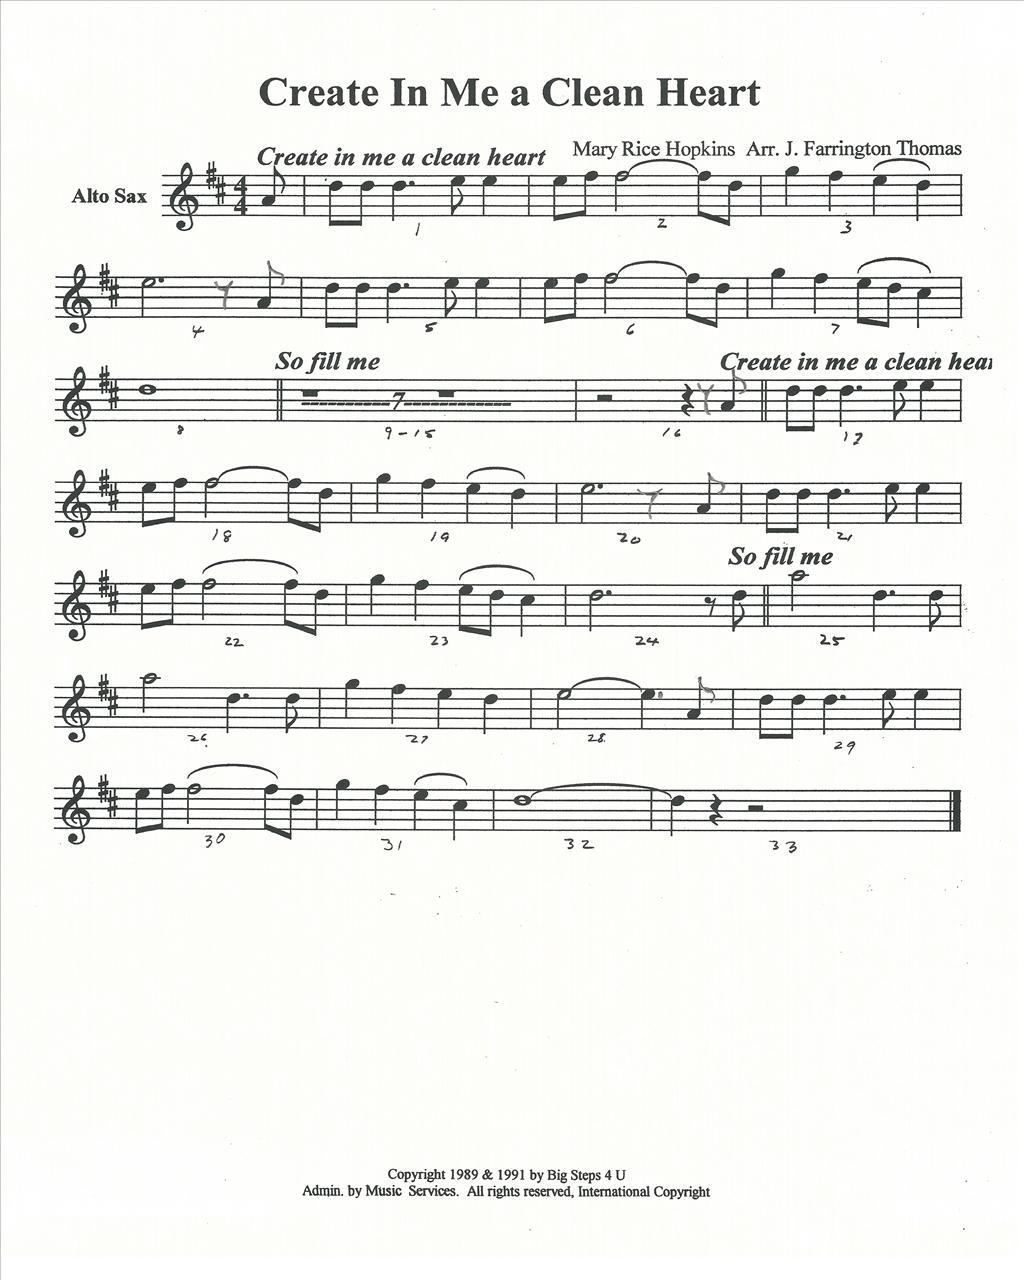 Create In Me a Clean Heart
Create in me a clean heart
Mary Rice Hopkins Arr. J. Farrington Thomas
Alto Sax
4
4
1 2 3
4 5 6 7
So fill me
Create in me a clean hear
7
8 9-15 16 17
18 19 20 21
So fill me
22 23 24 25
26 27 28 29
30 31 32 33
Copyright 1989 & 1991 by Big Steps 4 U
Admin. by Music Services. All rights reserved, International Copyright